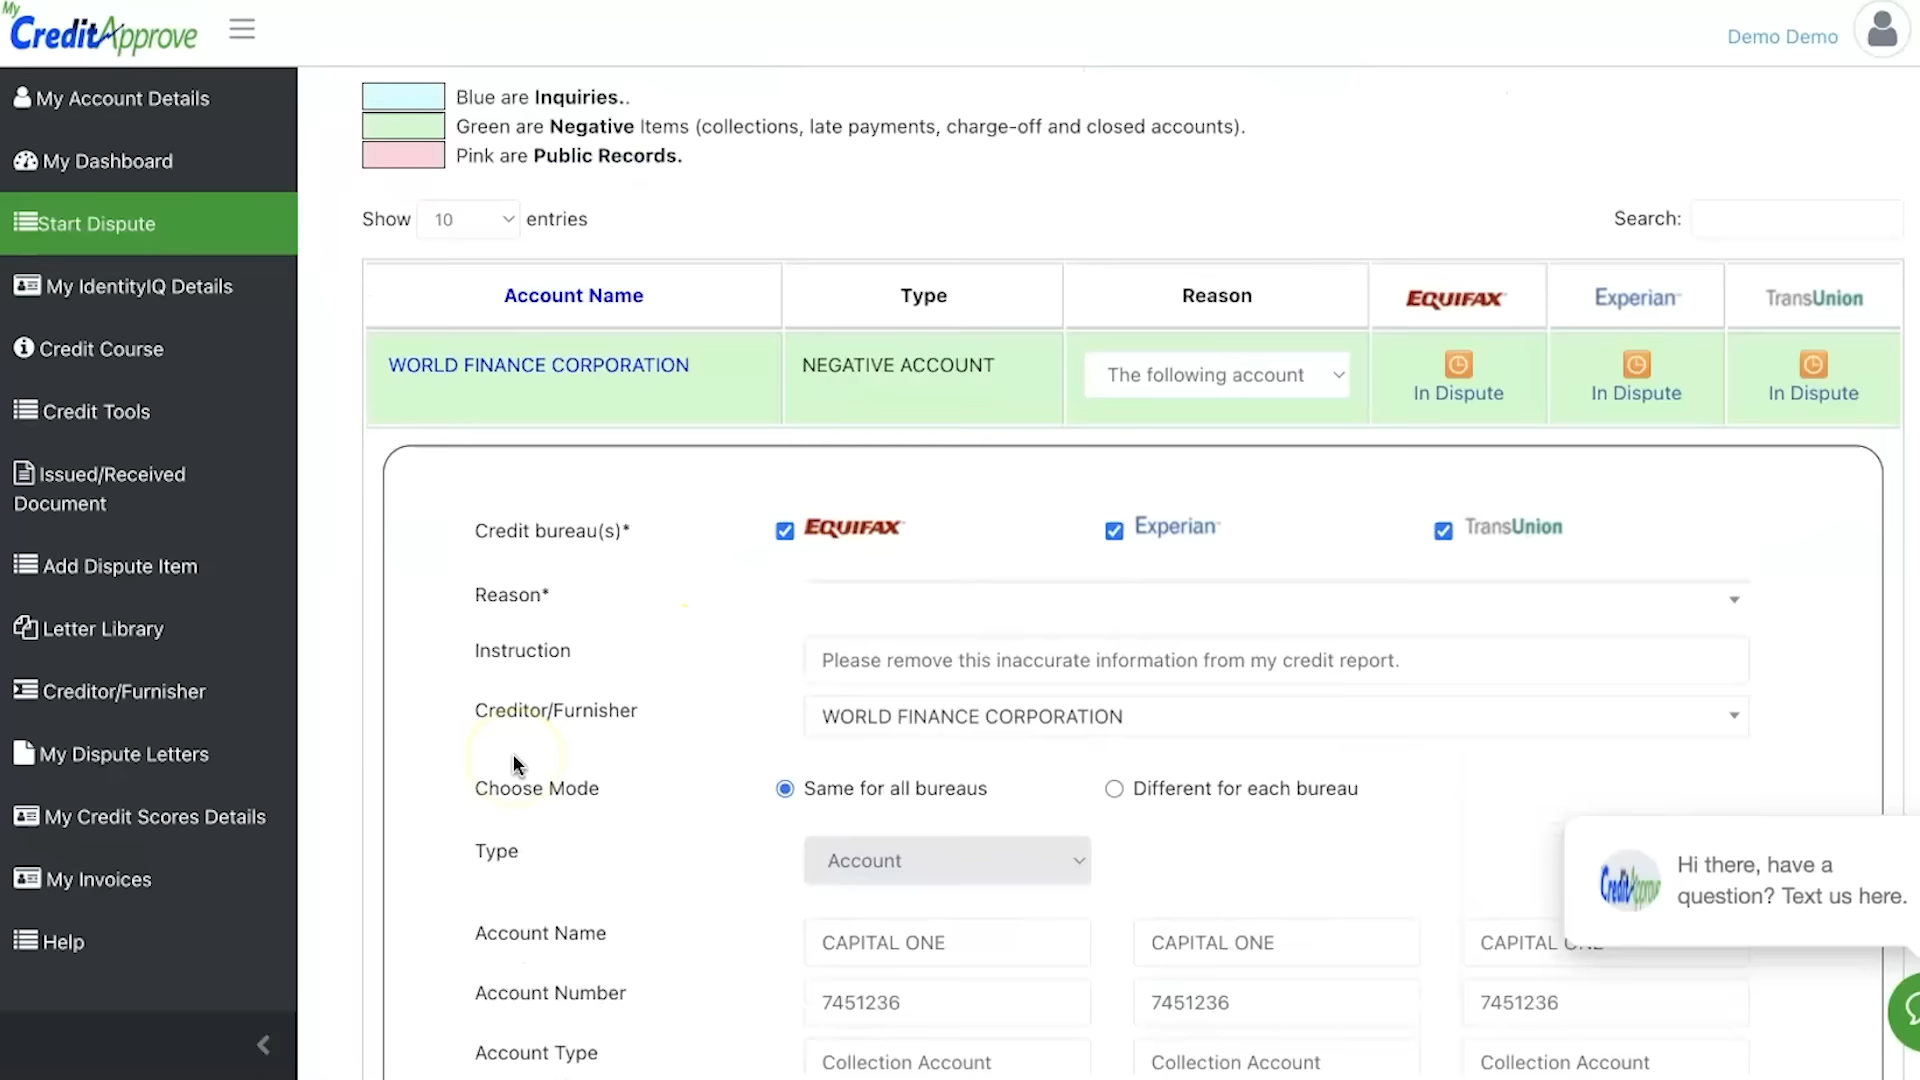 My
CreditApprove
Demo Demo
My Account Details
My Dashboard
Start Dispute
My IdentityIQ Details
Credit Course
Credit Tools
Issued/Received
Document
Add Dispute Item
Letter Library
Creditor/Furnisher
My Dispute Letters
My Credit Scores Details
My Invoices
Help
Blue are Inquiries..
Green are Negative Items (collections, late payments, charge-off and closed accounts).
Pink are Public Records.
Show 10 entries
Search:
Account Name Type Reason EQUIFAX Experian TransUnion
WORLD FINANCE CORPORATION NEGATIVE ACCOUNT The following account In Dispute In Dispute In Dispute
Credit bureau(s)* EQUIFAX Experian TransUnion
Reason*
Instruction Please remove this inaccurate information from my credit report.
Creditor/Furnisher WORLD FINANCE CORPORATION
Choose Mode Same for all bureaus Different for each bureau
Type Account
Account Name CAPITAL ONE CAPITAL ONE CAPITAL ONE
Account Number 7451236 7451236 7451236
Account Type Collection Account Collection Account Collection Account
CreditApprove
Hi there, have a
question? Text us here.